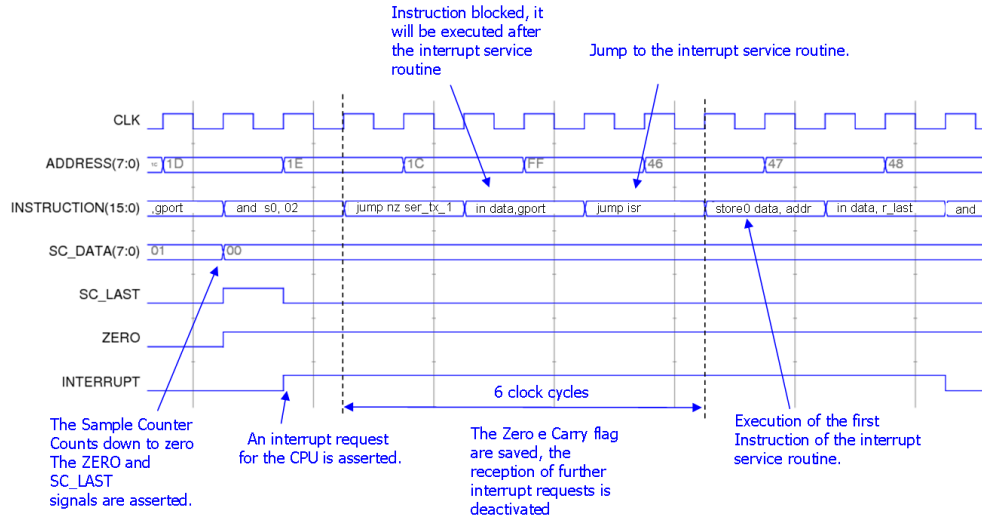 Instruction blocked, it
will be executed after
the interrupt service
routine
Jump to the interrupt service routine.
CLK
ADDRESS(7:0) 1D 1E 1C FF 46 47 48
INSTRUCTION(15:0) ,gport and s0, 02 jump nz ser_tx_1 in data,gport jump isr store0 data, addr in data, r_last and
SC_DATA(7:0) 01 00
SC_LAST
ZERO
INTERRUPT
6 clock cycles
The Sample Counter
Counts down to zero
The ZERO and
SC_LAST
signals are asserted.
An interrupt request
for the CPU is asserted.
The Zero e Carry flag
are saved, the
reception of further
interrupt requests is
deactivated
Execution of the first
Instruction of the interrupt
service routine.